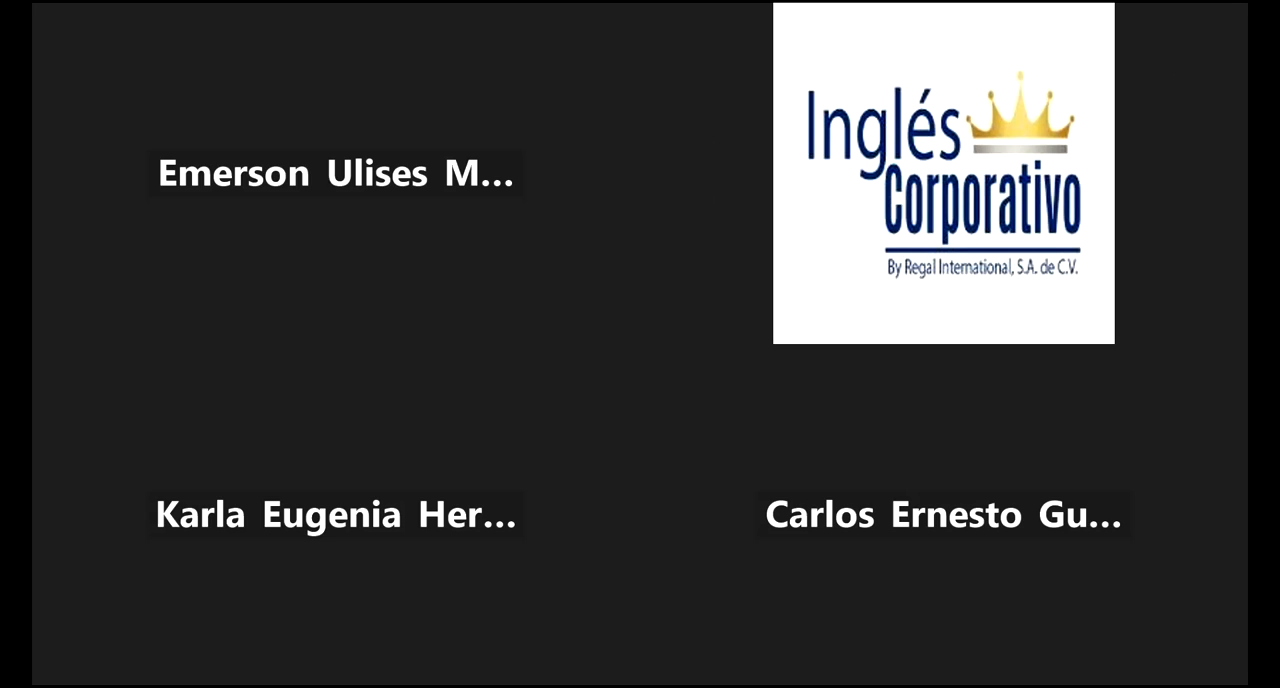 Emerson Ulises M...
Inglés
Corporativo
By Regal International, S.A. de C.V.
Karla Eugenia Her...
Carlos Ernesto Gu...